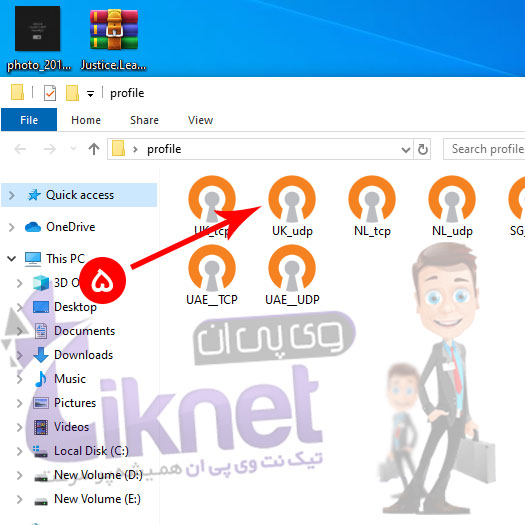 photo_201...
Justice.Lea...
profile
File
Home
Share
View
profile
Search profile
Quick access
OneDrive
This PC
3D O
Desktop
Documents
Downloads
Music
Pictures
Videos
Local Disk (C:)
New Volume (D:)
New Volume (E:)
UK_tcp
UK_udp
NL_tcp
NL_udp
SG_
UAE__TCP
UAE__UDP
۵
وی پی ان
Tiknet
تیک نت وی پی ان همیشه پرسرعت